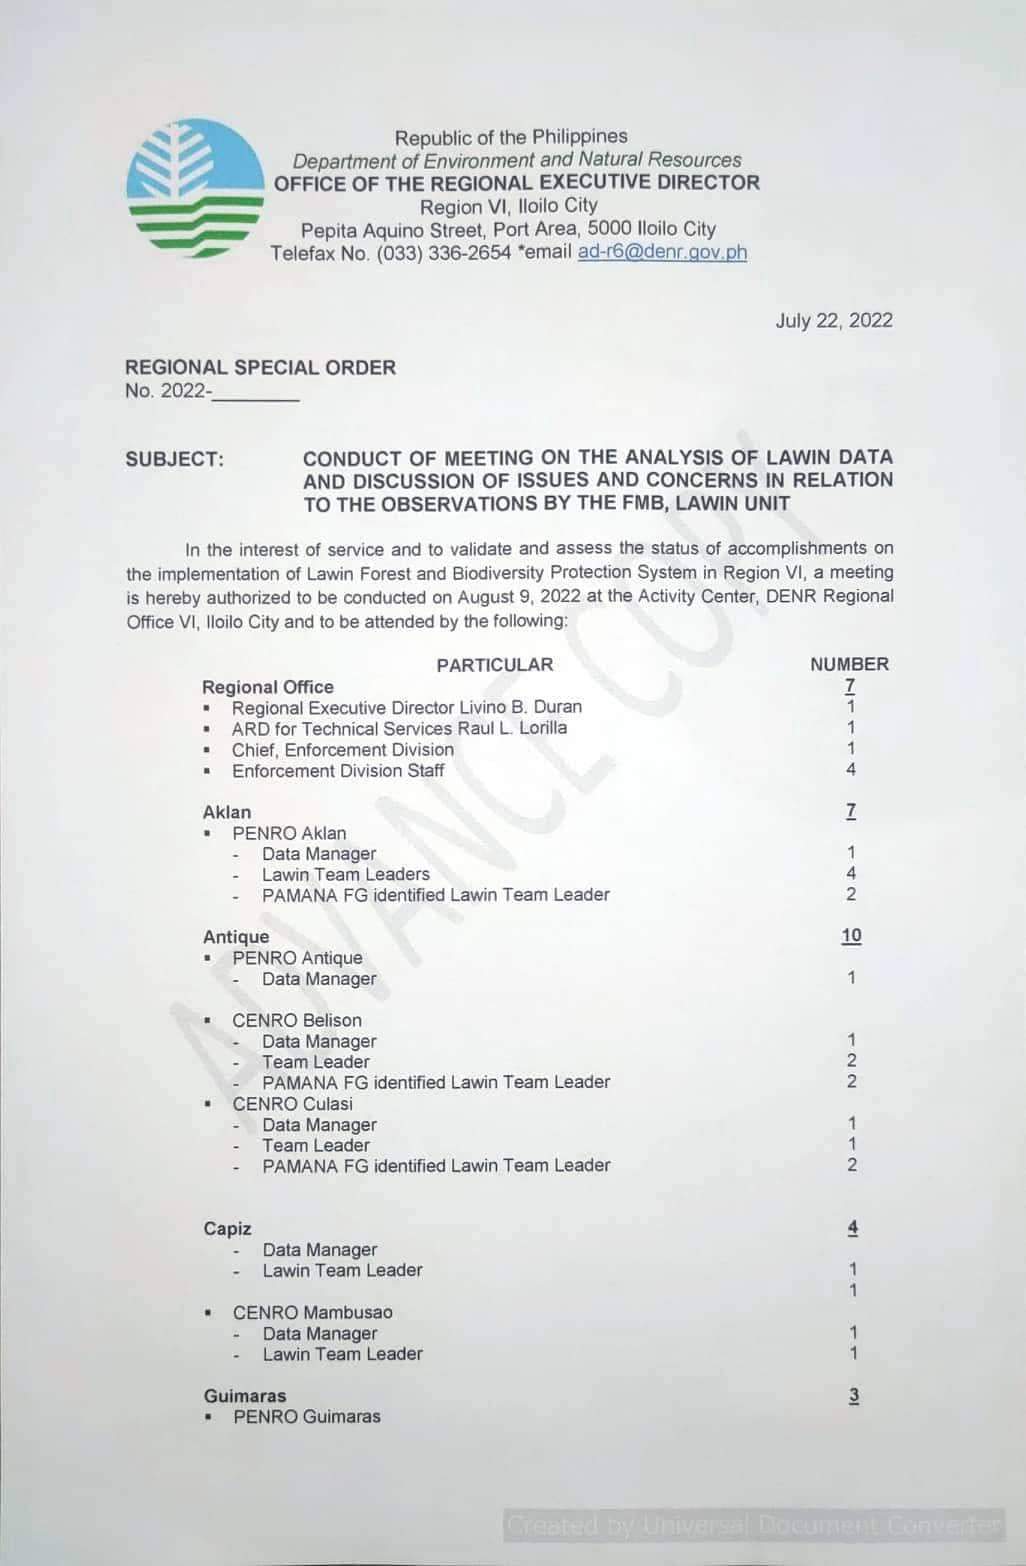 Republic of the Philippines
Department of Environment and Natural Resources
OFFICE OF THE REGIONAL EXECUTIVE DIRECTOR
Region VI, Iloilo City
Pepita Aquino Street, Port Area, 5000 Iloilo City
Telefax No. (033) 336-2654 *email ad-r6@denr.gov.ph
July 22, 2022
REGIONAL SPECIAL ORDER
No. 2022-________
SUBJECT: CONDUCT OF MEETING ON THE ANALYSIS OF LAWIN DATA
AND DISCUSSION OF ISSUES AND CONCERNS IN RELATION
TO THE OBSERVATIONS BY THE FMB, LAWIN UNIT
In the interest of service and to validate and assess the status of accomplishments on
the implementation of Lawin Forest and Biodiversity Protection System in Region VI, a meeting
is hereby authorized to be conducted on August 9, 2022 at the Activity Center, DENR Regional
Office VI, Iloilo City and to be attended by the following:
PARTICULAR NUMBER
Regional Office 7
▪ Regional Executive Director Livino B. Duran 1
▪ ARD for Technical Services Raul L. Lorilla 1
▪ Chief, Enforcement Division 1
▪ Enforcement Division Staff 4
Aklan 7
▪ PENRO Aklan
- Data Manager 1
- Lawin Team Leaders 4
- PAMANA FG identified Lawin Team Leader 2
Antique 10
▪ PENRO Antique
- Data Manager 1
▪ CENRO Belison
- Data Manager 1
- Team Leader 2
- PAMANA FG identified Lawin Team Leader 2
▪ CENRO Culasi
- Data Manager 1
- Team Leader 1
- PAMANA FG identified Lawin Team Leader 2
Capiz 4
- Data Manager
- Lawin Team Leader 1
1
▪ CENRO Mambusao
- Data Manager 1
- Lawin Team Leader 1
Guimaras 3
▪ PENRO Guimaras
ADVANCE COPY
Created by Universal Document Converter